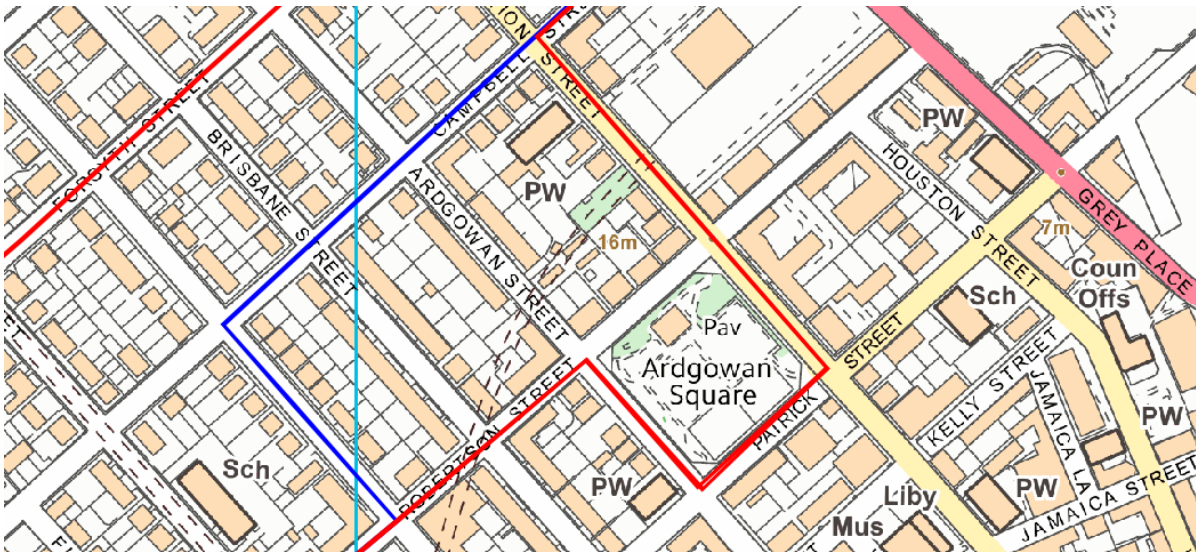 STREET
CAMPBELL
STREET
BRISBANE
STREET
PW
ARDGOWAN STREET
16m
PW
HOUSTON
STREET
GREY PLACE
7m
Coun
Offs
Sch
Pav
Ardgowan
Square
STREET
PATRICK
KELLY STREET
JAMAICA LA
PW
ROBERTSON STREET
Sch
PW
Liby
Mus
PW
JAMAICA STREET